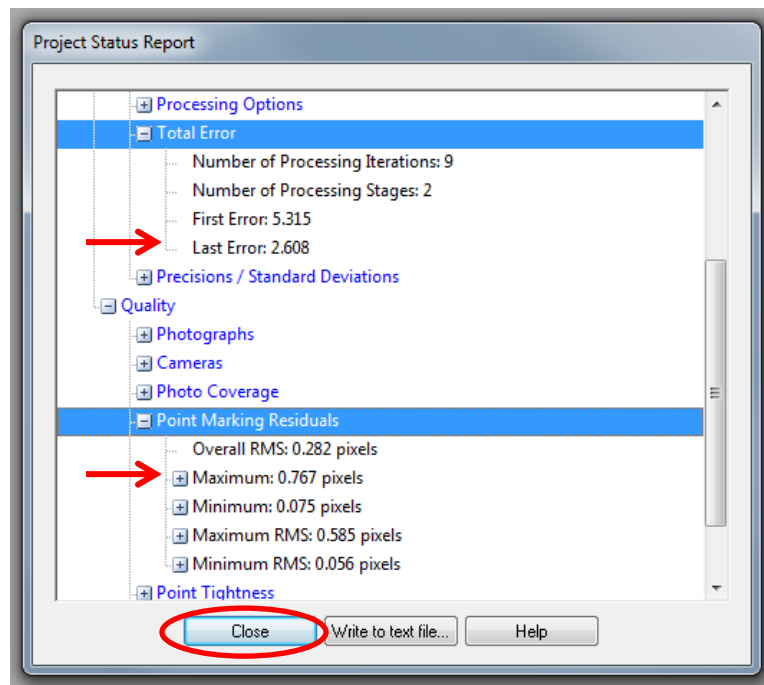 Project Status Report
Processing Options
Total Error
Number of Processing Iterations: 9
Number of Processing Stages: 2
First Error: 5.315
Last Error: 2.608
Precisions / Standard Deviations
Quality
Photographs
Cameras
Photo Coverage
Point Marking Residuals
Overall RMS: 0.282 pixels
Maximum: 0.767 pixels
Minimum: 0.075 pixels
Maximum RMS: 0.585 pixels
Minimum RMS: 0.056 pixels
Point Tightness
Close Write to text file... Help